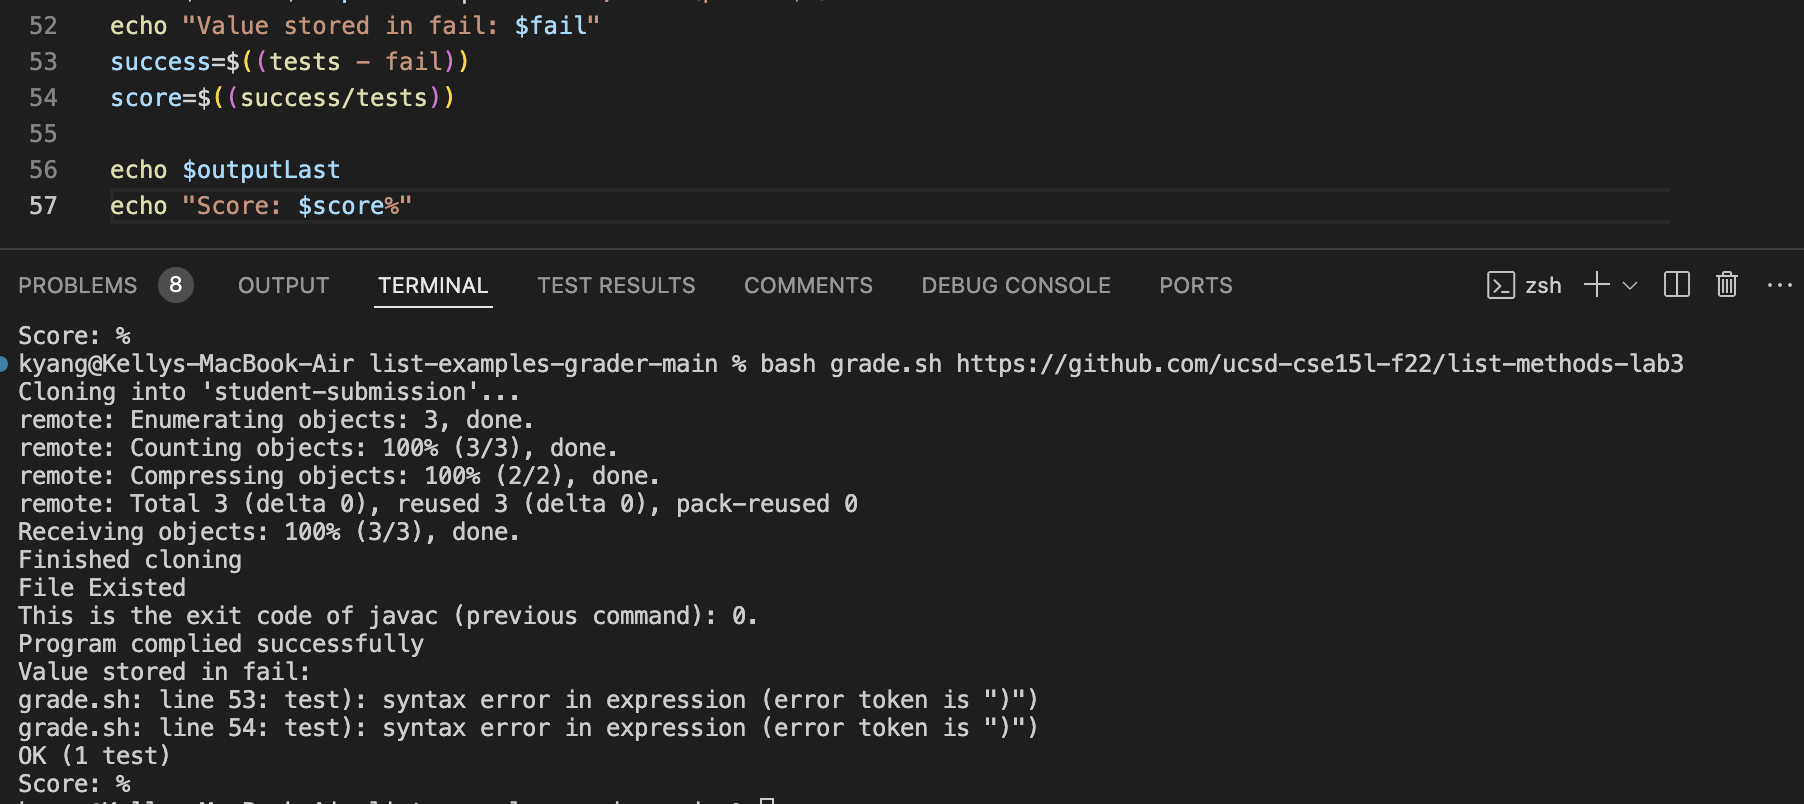 52 echo "Value stored in fail: $fail"
53 success=$((tests - fail))
54 score=$((success/tests))
55
56 echo $outputLast
57 echo "Score: $score%"
PROBLEMS 8 OUTPUT TERMINAL TEST RESULTS COMMENTS DEBUG CONSOLE PORTS zsh
Score: %
kyang@Kellys-MacBook-Air list-examples-grader-main % bash grade.sh https://github.com/ucsd-cse15l-f22/list-methods-lab3
Cloning into 'student-submission'...
remote: Enumerating objects: 3, done.
remote: Counting objects: 100% (3/3), done.
remote: Compressing objects: 100% (2/2), done.
remote: Total 3 (delta 0), reused 3 (delta 0), pack-reused 0
Receiving objects: 100% (3/3), done.
Finished cloning
File Existed
This is the exit code of javac (previous command): 0.
Program complied successfully
Value stored in fail:
grade.sh: line 53: test): syntax error in expression (error token is ")")
grade.sh: line 54: test): syntax error in expression (error token is ")")
OK (1 test)
Score: %